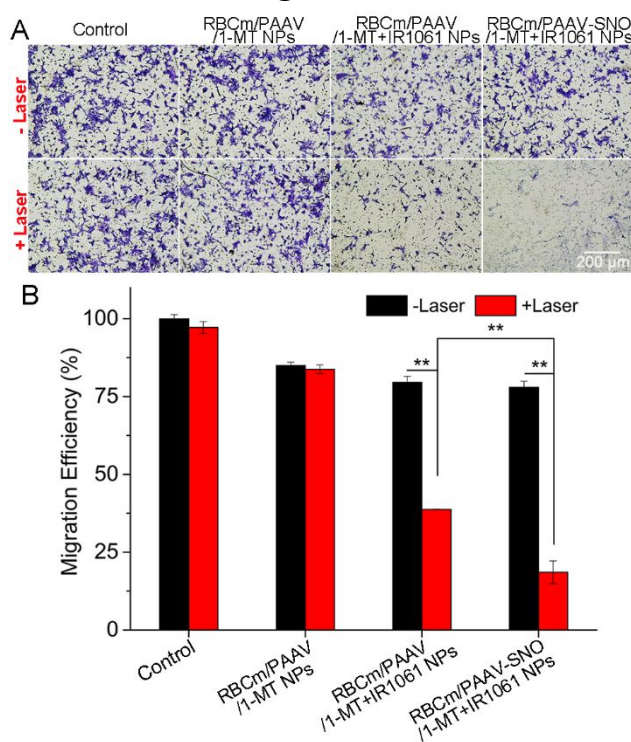 A
Control
RBCm/PAAV
/1-MT NPs
RBCm/PAAV
/1-MT+IR1061 NPs
RBCm/PAAV-SNO
/1-MT+IR1061 NPs
- Laser
+ Laser
200 μm
B
-Laser
+Laser
**
**
**
100
75
50
25
0
Migration Efficiency (%)
Control
RBCm/PAAV
/1-MT NPs
RBCm/PAAV
/1-MT+IR1061 NPs
RBCm/PAAV-SNO
/1-MT+IR1061 NPs